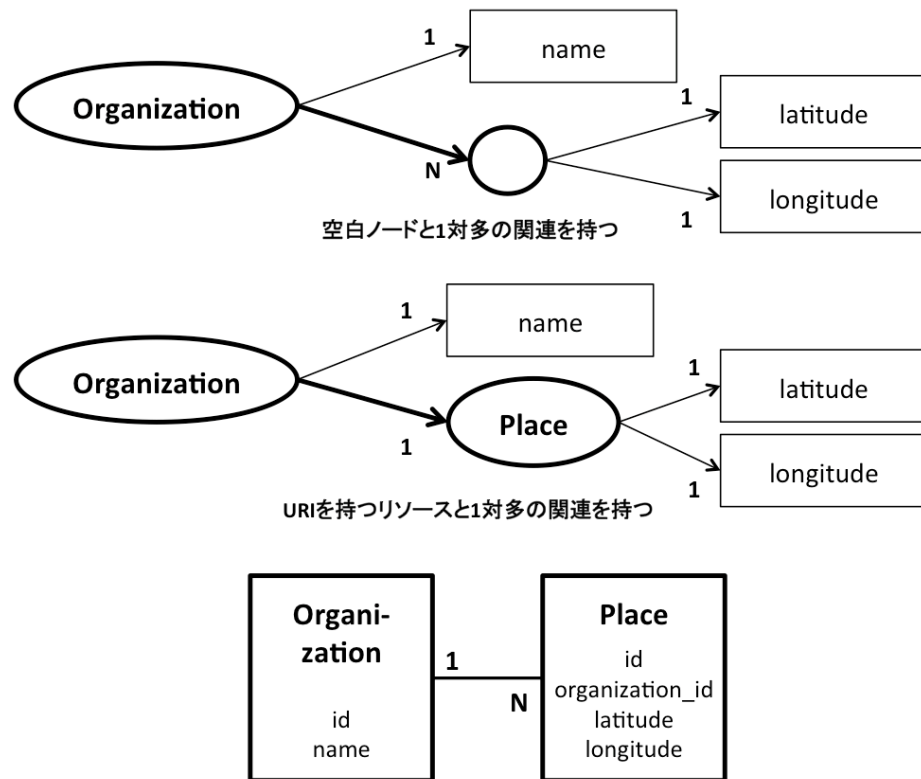 1
name
Organization
1
latitude
N
longitude
1
空白ノードと1対多の関連を持つ
1
name
1
Organization
latitude
Place
1
longitude
1
URIを持つリソースと1対多の関連を持つ
Organi-
zation
id
name
1
N
Place
id
organization_id
latitude
longitude